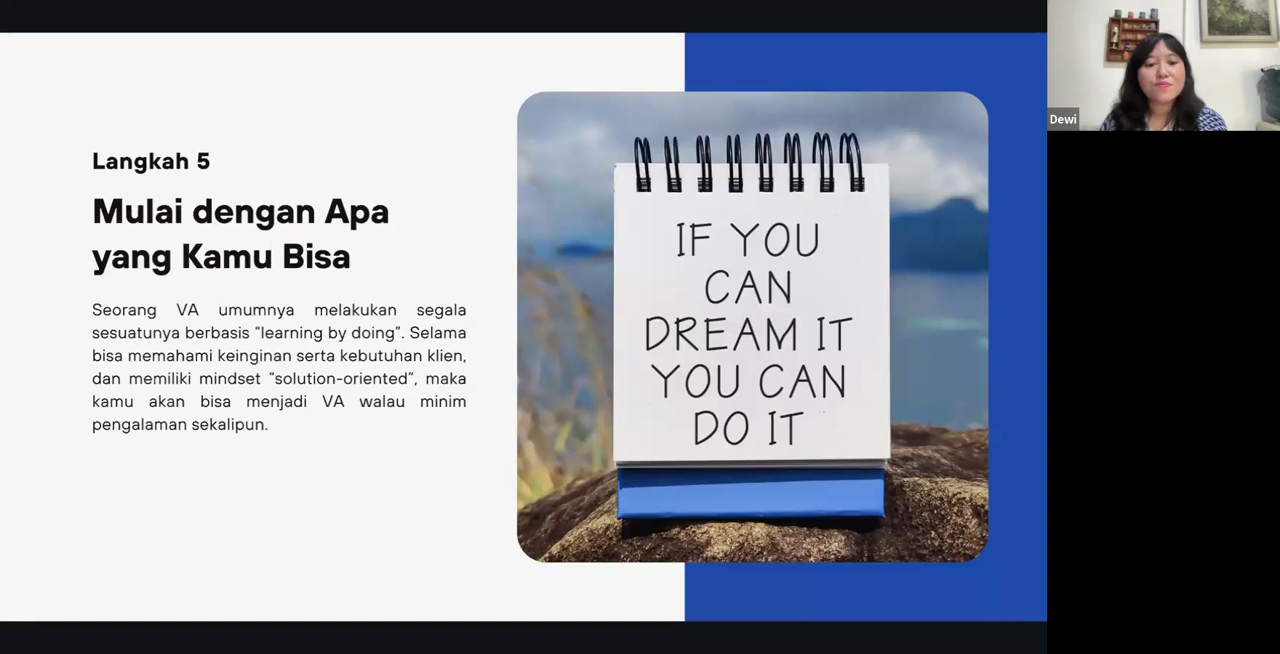 Langkah 5
Mulai dengan Apa
yang Kamu Bisa
Seorang VA umumnya melakukan segala
sesuatunya berbasis “learning by doing”. Selama
bisa memahami keinginan serta kebutuhan klien,
dan memiliki mindset “solution-oriented”, maka
kamu akan bisa menjadi VA walau minim
pengalaman sekalipun.
IF YOU
CAN
DREAM IT
YOU CAN
DO IT
Dewi